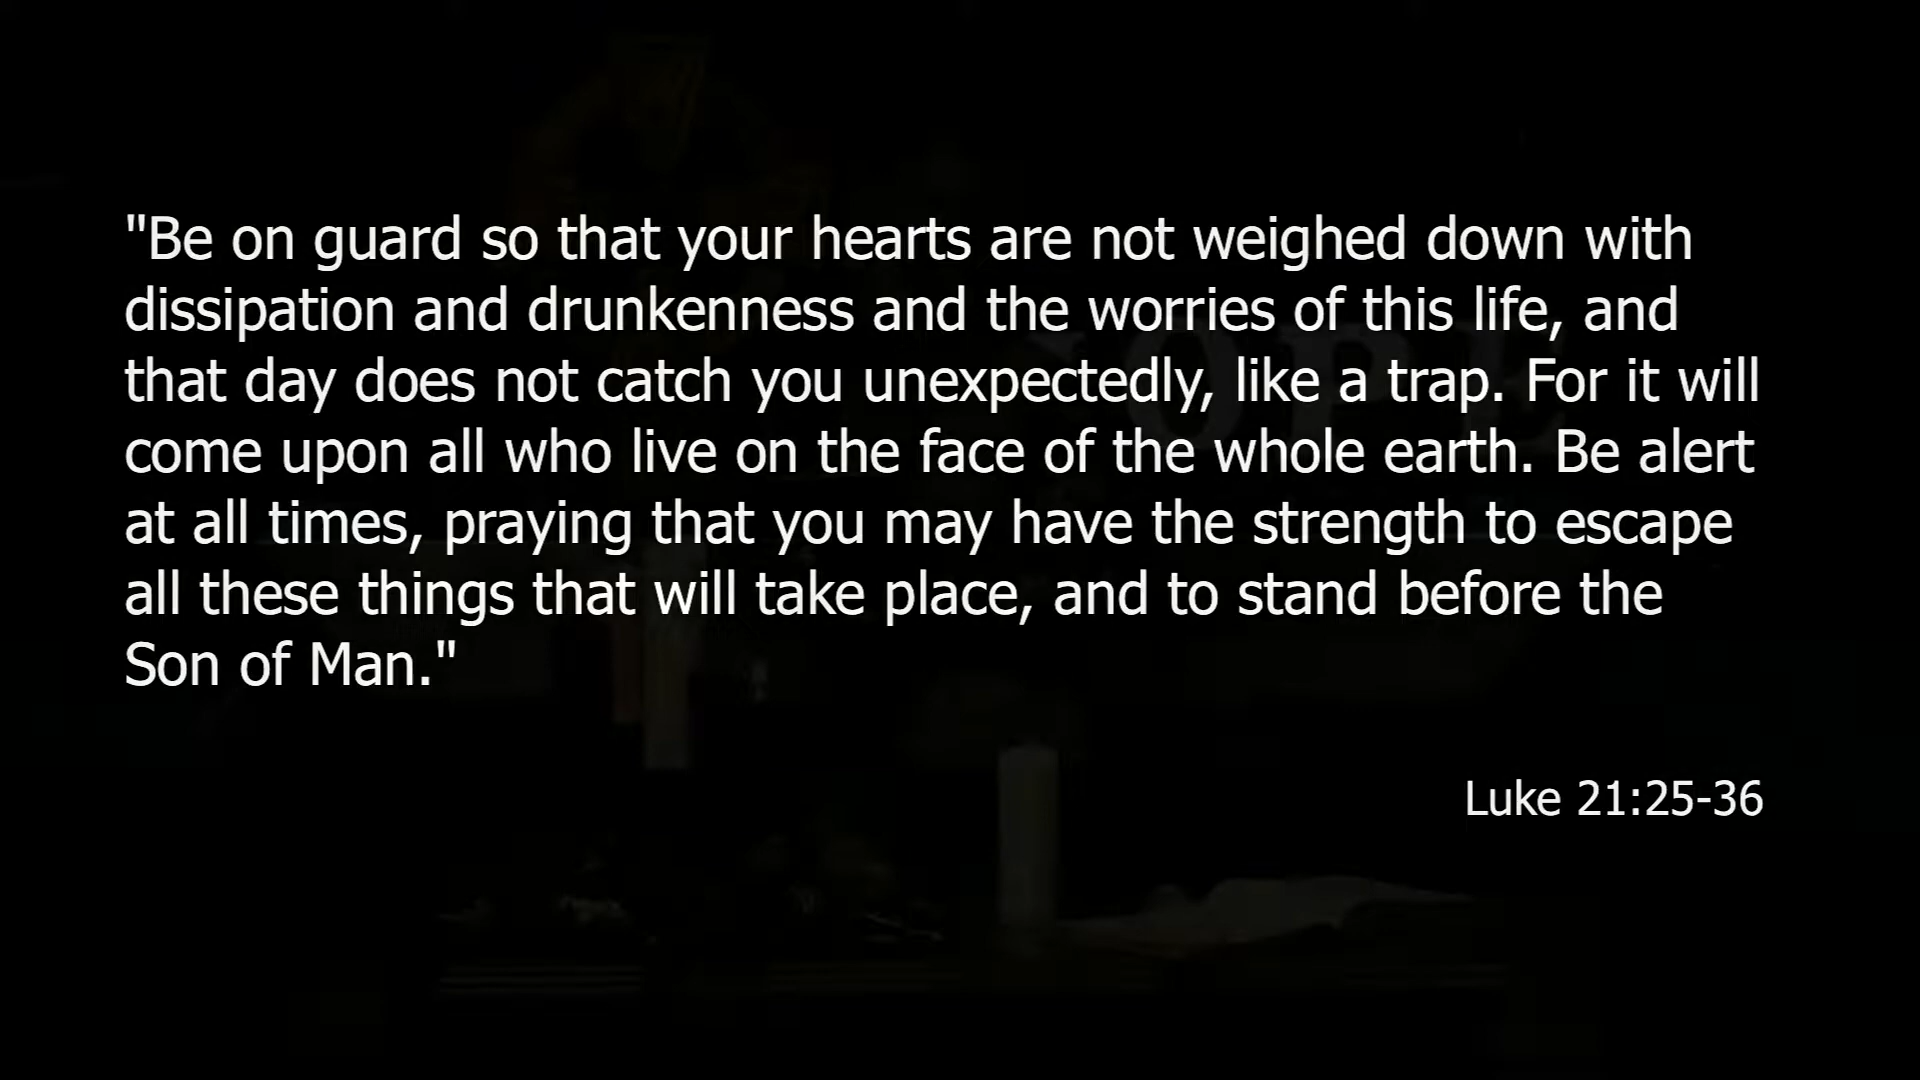 "Be on guard so that your hearts are not weighed down with
dissipation and drunkenness and the worries of this life, and
that day does not catch you unexpectedly, like a trap. For it will
come upon all who live on the face of the whole earth. Be alert
at all times, praying that you may have the strength to escape
all these things that will take place, and to stand before the
Son of Man."
Luke 21:25-36